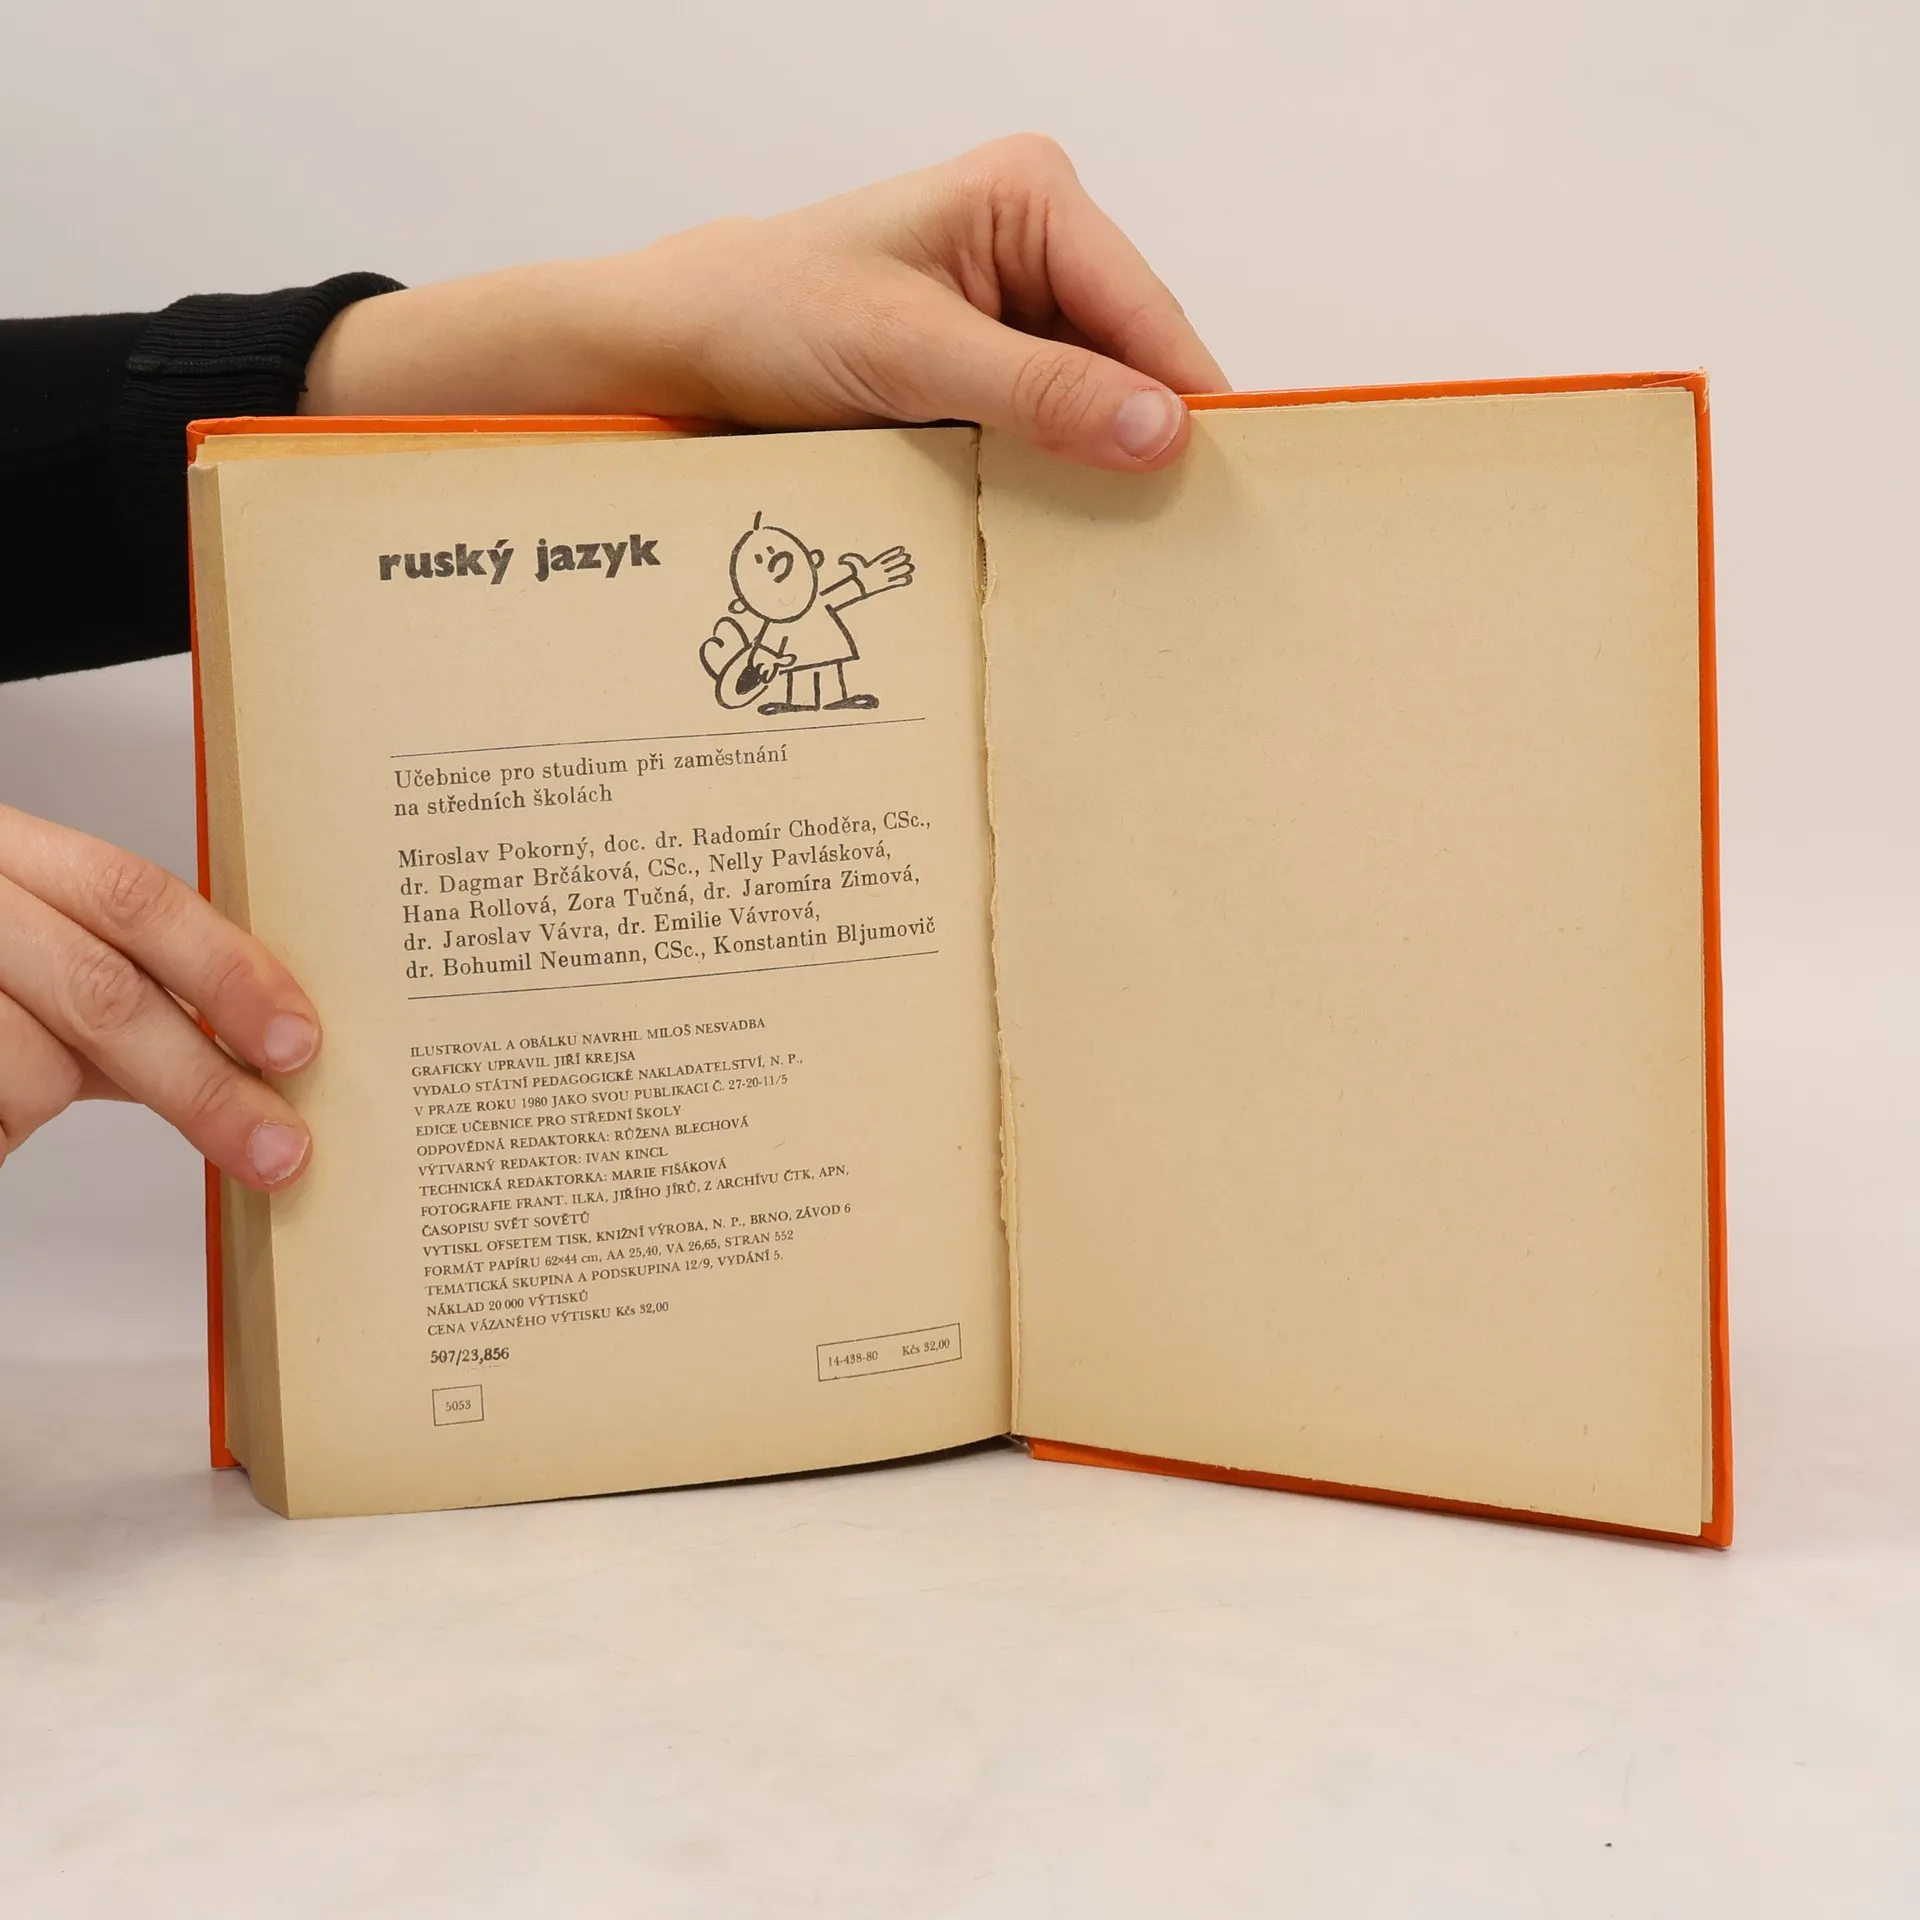 ruský jazyk
Učebnice pro studium při zaměstnání
na středních školách
Miroslav Pokorný, doc. dr. Radomír Choděra, CSc.,
dr. Dagmar Brčáková, CSc., Nelly Pavlásková,
Hana Rollová, Zora Tučná, dr. Jaromíra Zimová,
dr. Jaroslav Vávra, dr. Emilie Vávrová,
dr. Bohumil Neumann, CSc., Konstantin Bljumovič
ILUSTROVAL A OBÁLKU NAVRHL MILOŠ NESVADBA
GRAFICKY UPRAVIL JIŘÍ KREJSA
VYDALO STÁTNÍ PEDAGOGICKÉ NAKLADATELSTVÍ, N. P.,
V PRAZE ROKU 1980 JAKO SVOU PUBLIKACI Č. 27-20-11/5
EDICE UČEBNICE PRO STŘEDNÍ ŠKOLY
ODPOVĚDNÁ REDAKTORKA: RŮŽENA BLECHOVÁ
VÝTVARNÝ REDAKTOR: IVAN KINCL
TECHNICKÁ REDAKTORKA: MARIE FIŠÁKOVÁ
FOTOGRAFIE FRANT. ILKA, JIŘÍHO JÍRŮ, Z ARCHÍVU ČTK, APN,
ČASOPISU SVĚT SOVĚTŮ
VYTISKL OFSETEM TISK, KNIŽNÍ VÝROBA, N. P., BRNO, ZÁVOD 6
FORMÁT PAPÍRU 62×44 cm, AA 25,40, VA 26,65, STRAN 552
TEMATICKÁ SKUPINA A PODSKUPINA 12/9, VYDÁNÍ 5.
NÁKLAD 20 000 VÝTISKŮ
CENA VÁZANÉHO VÝTISKU Kčs 32,00
507/23,856
14-438-80 Kčs 32,00
5053